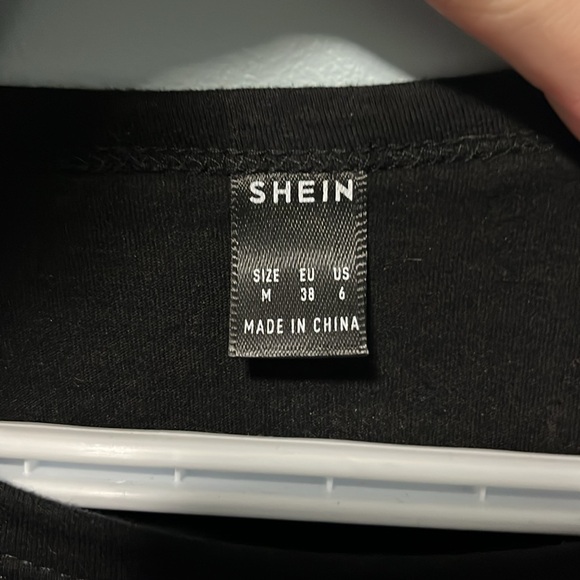 SHEIN
SIZE EU US
M 38 6
MADE IN CHINA